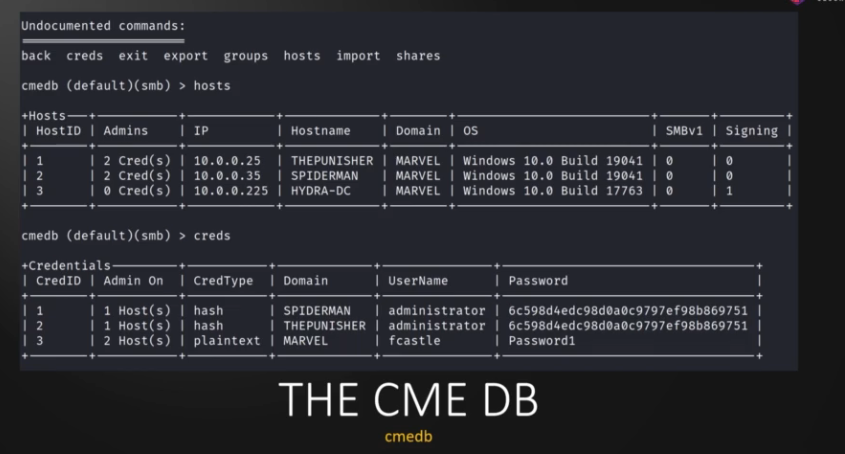 Undocumented commands:
back creds exit export groups hosts import shares
cmedb (default)(smb) > hosts
+Hosts
| HostID | Admins | IP | Hostname | Domain | OS | SMBv1 | Signing |
| 1 | 2 Cred(s) | 10.0.0.25 | THEPUNISHER | MARVEL | Windows 10.0 Build 19041 | 0 | 0 |
| 2 | 2 Cred(s) | 10.0.0.35 | SPIDERMAN | MARVEL | Windows 10.0 Build 19041 | 0 | 0 |
| 3 | 0 Cred(s) | 10.0.0.225 | HYDRA-DC | MARVEL | Windows 10.0 Build 17763 | 0 | 1 |
cmedb (default)(smb) > creds
+Credentials
| CredID | Admin On | CredType | Domain | UserName | Password |
| 1 | 1 Host(s) | hash | SPIDERMAN | administrator | 6c598d4edc98d0a0c9797ef98b869751 |
| 2 | 1 Host(s) | hash | THEPUNISHER | administrator | 6c598d4edc98d0a0c9797ef98b869751 |
| 3 | 2 Host(s) | plaintext | MARVEL | fcastle | Password1 |
THE CME DB
cmedb